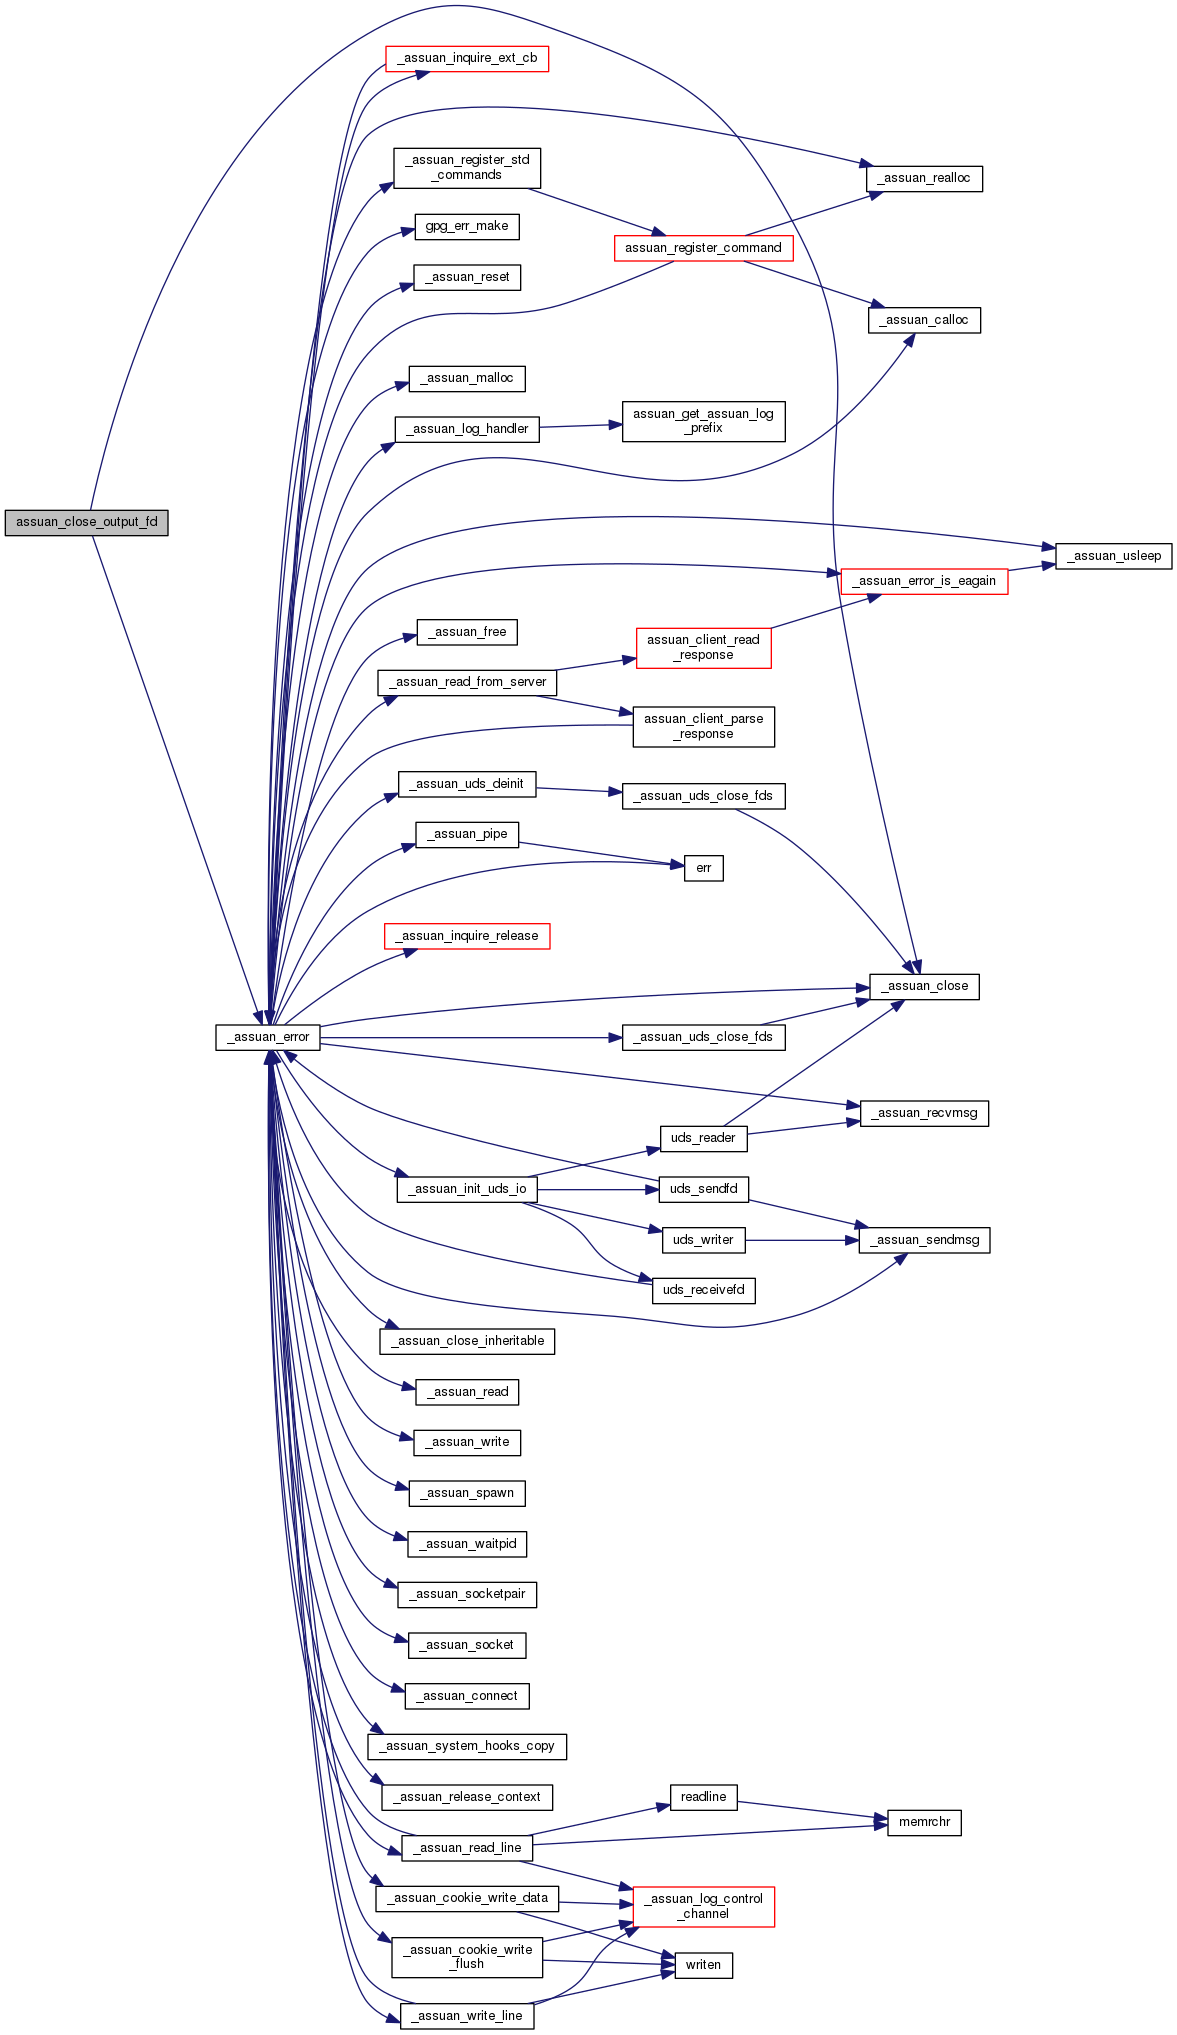 _assuan_inquire_ext_cb
_assuan_register_std
_commands
_assuan_realloc
gpg_err_make
assuan_register_command
_assuan_reset
_assuan_calloc
_assuan_malloc
_assuan_log_handler
assuan_get_assuan_log
_prefix
assuan_close_output_fd
_assuan_usleep
_assuan_error_is_eagain
_assuan_free
assuan_client_read
_response
_assuan_read_from_server
assuan_client_parse
_response
_assuan_uds_deinit
_assuan_uds_close_fds
_assuan_pipe
err
_assuan_inquire_release
_assuan_close
_assuan_error
_assuan_uds_close_fds
_assuan_recvmsg
uds_reader
_assuan_init_uds_io
uds_sendfd
uds_writer
_assuan_sendmsg
uds_receivefd
_assuan_close_inheritable
_assuan_read
_assuan_write
_assuan_spawn
_assuan_waitpid
_assuan_socketpair
_assuan_socket
_assuan_connect
_assuan_system_hooks_copy
_assuan_release_context
readline
memrchr
_assuan_read_line
_assuan_cookie_write_data
_assuan_log_control
_channel
_assuan_cookie_write
_flush
writen
_assuan_write_line